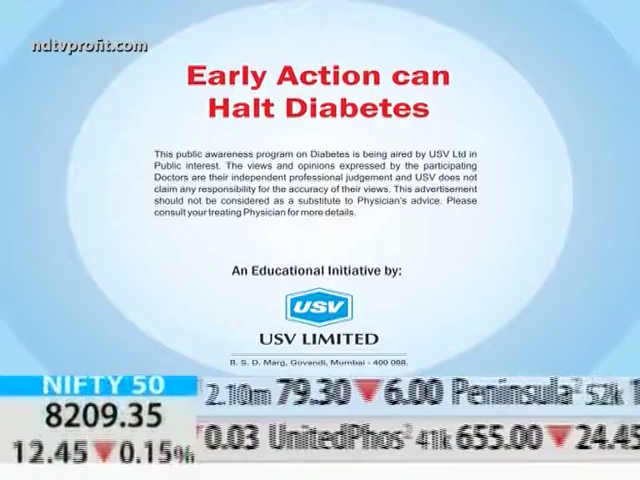 ndtvprofit.com
Early Action can
Halt Diabetes
This public awareness program on Diabetes is being aired by USV Ltd in
Public interest. The views and opinions expressed by the participating
Doctors are their independent professional judgement and USV does not
claim any responsibility for the accuracy of their views. This advertisement
should not be considered as a substitute to Physician's advice. Please
consult your treating Physician for more details.
An Educational Initiative by:
USV
USV LIMITED
B. S. D. Marg, Govandi, Mumbai - 400 088.
NIFTY 50
8209.35
12.45▼0.15%
2.10m 79.30▼6.00 Peninsula² 52k 1
0.03 UnitedPhos² 41k 655.00▼24.45